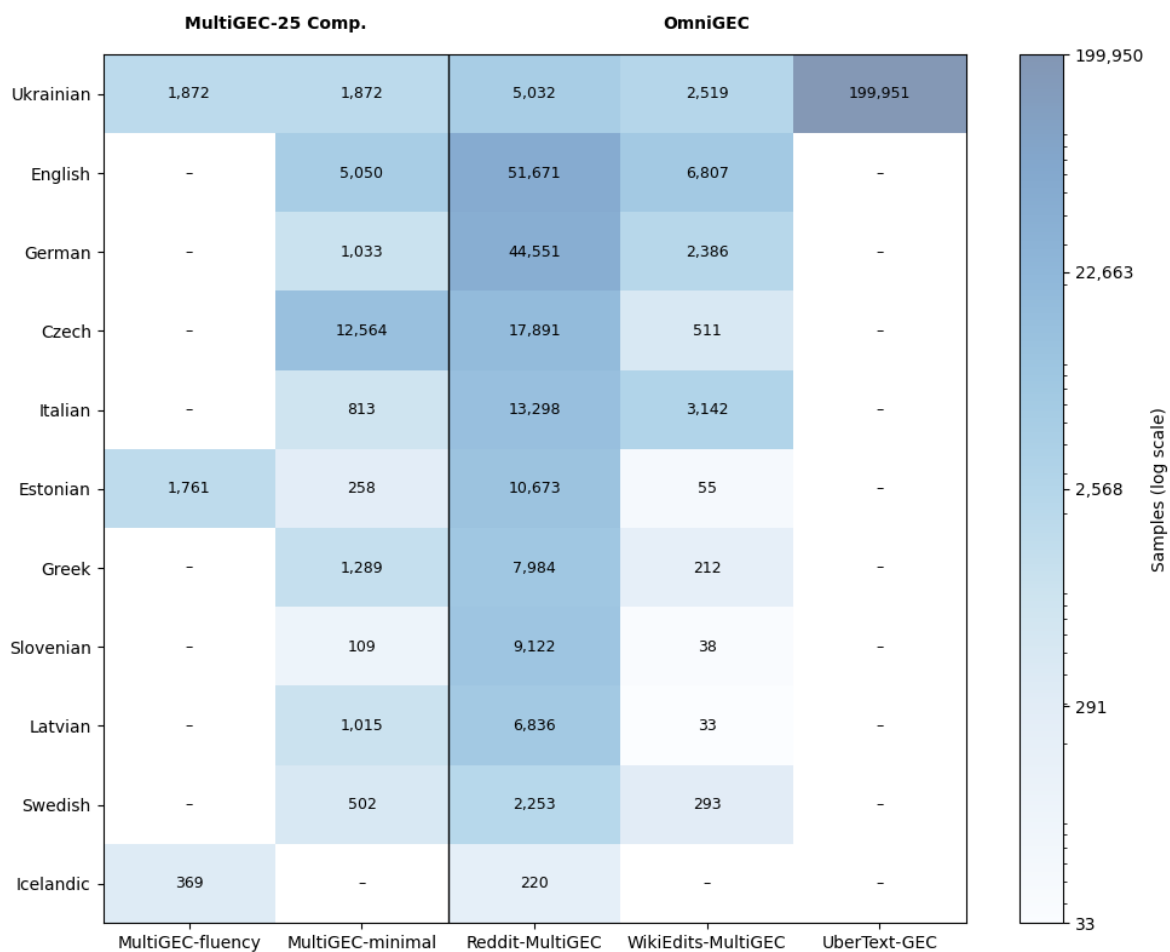 MultiGEC-25 Comp. OmniGEC
Ukrainian 1,872 1,872 5,032 2,519 199,951
English – 5,050 51,671 6,807 –
German – 1,033 44,551 2,386 –
Czech – 12,564 17,891 511 –
Italian – 813 13,298 3,142 –
Estonian 1,761 258 10,673 55 –
Greek – 1,289 7,984 212 –
Slovenian – 109 9,122 38 –
Latvian – 1,015 6,836 33 –
Swedish – 502 2,253 293 –
Icelandic 369 – 220 – –
MultiGEC-fluency MultiGEC-minimal Reddit-MultiGEC WikiEdits-MultiGEC UberText-GEC
199,950
22,663
2,568
291
33
Samples (log scale)